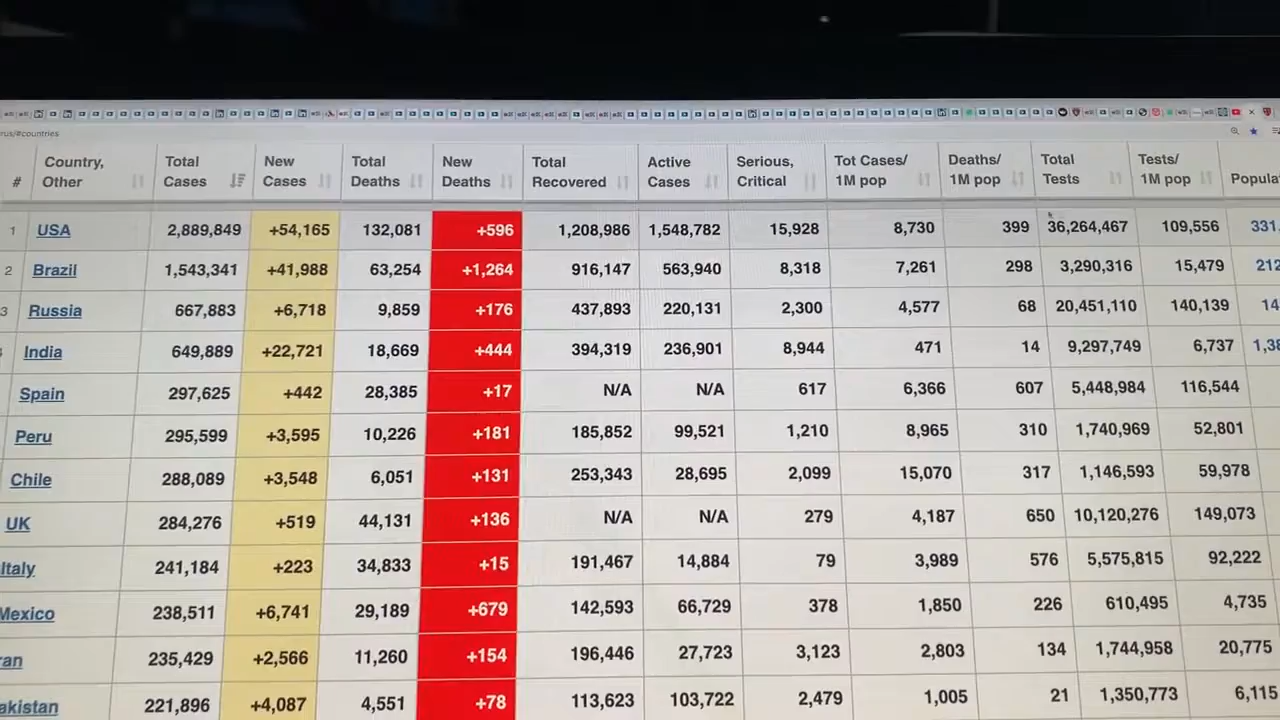 rus/#countries
# Country, Other Total Cases New Cases Total Deaths New Deaths Total Recovered Active Cases Serious, Critical Tot Cases/ 1M pop Deaths/ 1M pop Total Tests Tests/ 1M pop Popula
1 USA 2,889,849 +54,165 132,081 +596 1,208,986 1,548,782 15,928 8,730 399 36,264,467 109,556 331.
2 Brazil 1,543,341 +41,988 63,254 +1,264 916,147 563,940 8,318 7,261 298 3,290,316 15,479 212
3 Russia 667,883 +6,718 9,859 +176 437,893 220,131 2,300 4,577 68 20,451,110 140,139 14
India 649,889 +22,721 18,669 +444 394,319 236,901 8,944 471 14 9,297,749 6,737 1,38
Spain 297,625 +442 28,385 +17 N/A N/A 617 6,366 607 5,448,984 116,544
Peru 295,599 +3,595 10,226 +181 185,852 99,521 1,210 8,965 310 1,740,969 52,801
Chile 288,089 +3,548 6,051 +131 253,343 28,695 2,099 15,070 317 1,146,593 59,978
UK 284,276 +519 44,131 +136 N/A N/A 279 4,187 650 10,120,276 149,073
Italy 241,184 +223 34,833 +15 191,467 14,884 79 3,989 576 5,575,815 92,222
Mexico 238,511 +6,741 29,189 +679 142,593 66,729 378 1,850 226 610,495 4,735
ran 235,429 +2,566 11,260 +154 196,446 27,723 3,123 2,803 134 1,744,958 20,775
akistan 221,896 +4,087 4,551 +78 113,623 103,722 2,479 1,005 21 1,350,773 6,115